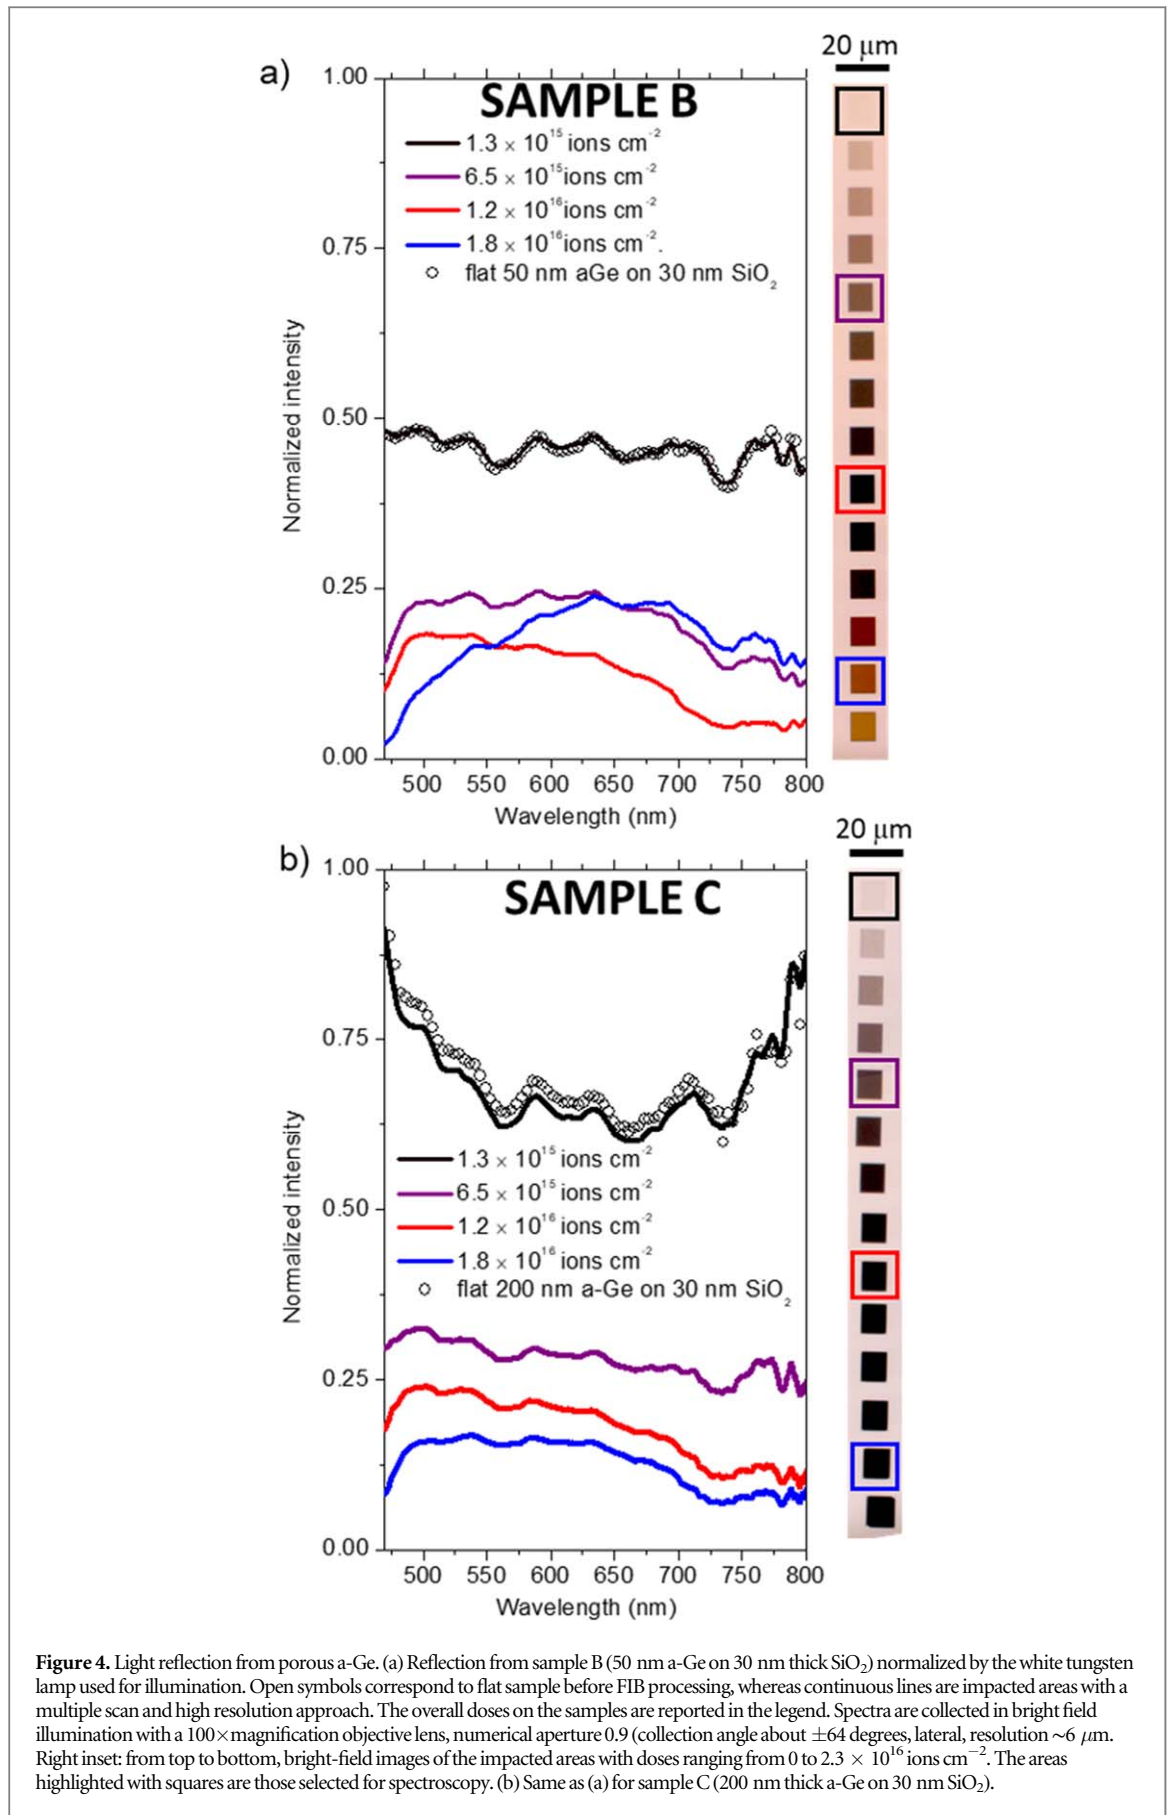 20 μm
a)
1.00
SAMPLE B
1.3 × 10¹⁵ ions cm⁻²
6.5 × 10¹⁵ions cm⁻²
1.2 × 10¹⁶ions cm⁻²
1.8 × 10¹⁶ions cm⁻².
flat 50 nm aGe on 30 nm SiO₂
0.75
0.50
0.25
0.00
Normalized intensity
500 550 600 650 700 750 800
Wavelength (nm)
20 μm
b)
1.00
SAMPLE C
0.75
1.3 × 10¹⁵ ions cm⁻²
6.5 × 10¹⁵ ions cm⁻²
1.2 × 10¹⁶ ions cm⁻²
1.8 × 10¹⁶ ions cm⁻²
flat 200 nm a-Ge on 30 nm SiO₂
0.50
0.25
0.00
Normalized intensity
500 550 600 650 700 750 800
Wavelength (nm)
Figure 4. Light reflection from porous a-Ge. (a) Reflection from sample B (50 nm a-Ge on 30 nm thick SiO₂) normalized by the white tungsten
lamp used for illumination. Open symbols correspond to flat sample before FIB processing, whereas continuous lines are impacted areas with a
multiple scan and high resolution approach. The overall doses on the samples are reported in the legend. Spectra are collected in bright field
illumination with a 100×magnification objective lens, numerical aperture 0.9 (collection angle about ±64 degrees, lateral, resolution ~6 μm.
Right inset: from top to bottom, bright-field images of the impacted areas with doses ranging from 0 to 2.3 × 10¹⁶ ions cm⁻². The areas
highlighted with squares are those selected for spectroscopy. (b) Same as (a) for sample C (200 nm thick a-Ge on 30 nm SiO₂).